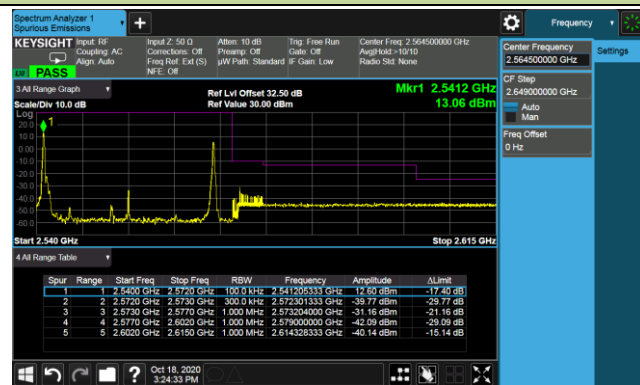 Spectrum Analyzer 1
Spurious Emissions
Frequency
KEYSIGHT
Input: RF
Coupling: AC
Align: Auto
Input Z: 50 Ω
Corrections: Off
Freq Ref: Ext (S)
NFE: Off
Atten: 10 dB
Preamp: Off
µW Path: Standard
Trig: Free Run
Gate: Off
IF Gain: Low
Center Freq: 2.564500000 GHz
Avg|Hold:>10/10
Radio Std: None
PASS
Center Frequency
2.564500000 GHz
Settings
CF Step
2.649000000 GHz
Auto
Man
Freq Offset
0 Hz
3 All Range Graph
Scale/Div 10.0 dB
Ref Lvl Offset 32.50 dB
Ref Value 30.00 dBm
Mkr1 2.5412 GHz
13.06 dBm
Log
1
20.0
10.0
0.00
-10.0
-20.0
-30.0
-40.0
-50.0
-60.0
Start 2.540 GHz
Stop 2.615 GHz
4 All Range Table
Spur Range Start Freq Stop Freq RBW Frequency Amplitude ΔLimit
1 1 2.5400 GHz 2.5720 GHz 100.0 kHz 2.541205333 GHz 12.60 dBm -17.40 dB
2 2 2.5720 GHz 2.5730 GHz 300.0 kHz 2.572301333 GHz -39.77 dBm -29.77 dB
3 3 2.5730 GHz 2.5770 GHz 1.000 MHz 2.573204000 GHz -31.16 dBm -21.16 dB
4 4 2.5770 GHz 2.6020 GHz 1.000 MHz 2.579000000 GHz -42.09 dBm -29.09 dB
5 5 2.6020 GHz 2.6150 GHz 1.000 MHz 2.614328333 GHz -40.14 dBm -15.14 dB
Oct 18, 2020
3:24:33 PM